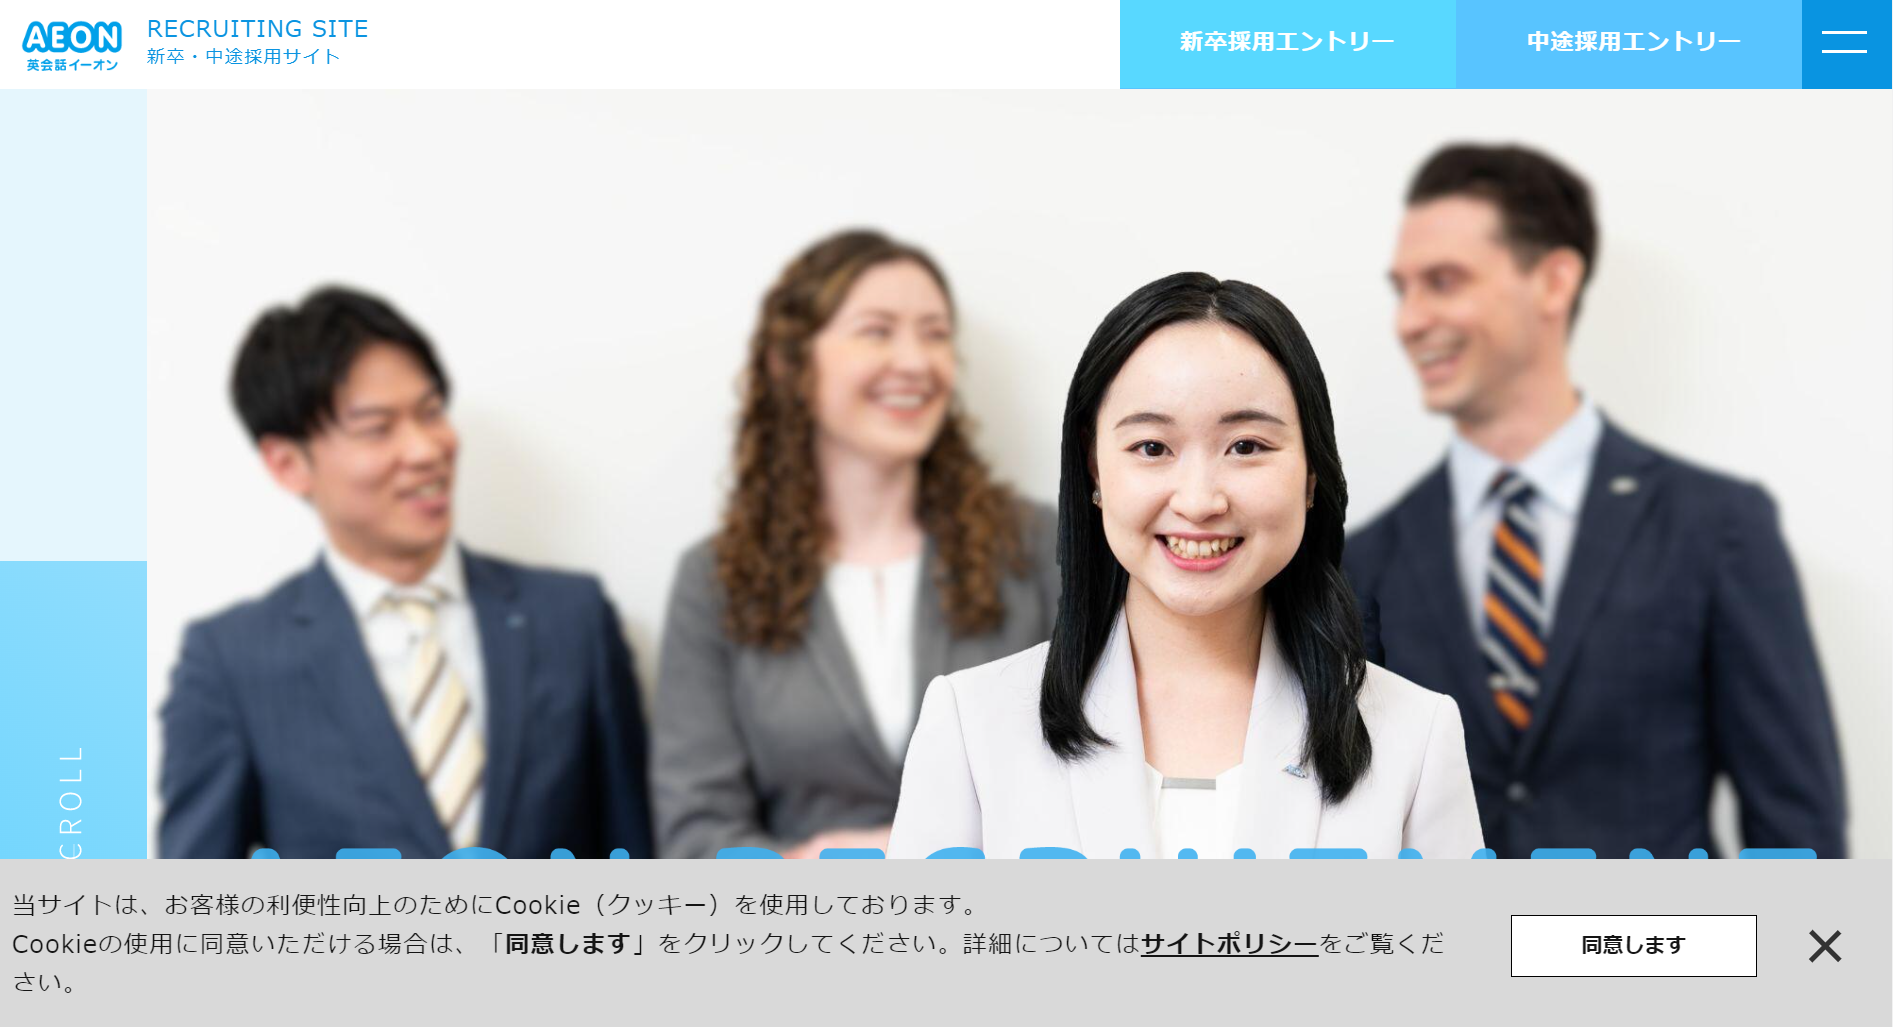 AEON
英会話イーオン
RECRUITING SITE
新卒・中途採用サイト
新卒採用エントリー
中途採用エントリー
当サイトは、お客様の利便性向上のためにCookie（クッキー）を使用しております。
Cookieの使用に同意いただける場合は、「同意します」をクリックしてください。詳細についてはサイトポリシーをご覧くだ
さい。
同意します